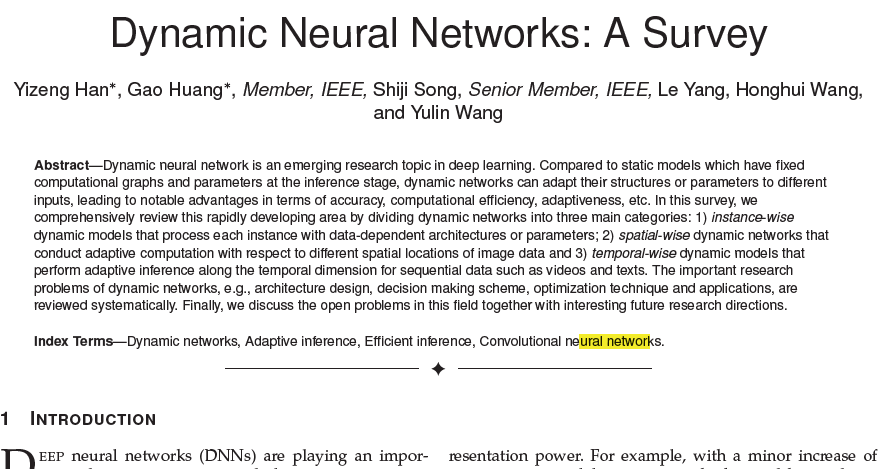 Dynamic Neural Networks: A Survey
Yizeng Han*, Gao Huang*, Member, IEEE, Shiji Song, Senior Member, IEEE, Le Yang, Honghui Wang,
and Yulin Wang
Abstract—Dynamic neural network is an emerging research topic in deep learning. Compared to static models which have fixed
computational graphs and parameters at the inference stage, dynamic networks can adapt their structures or parameters to different
inputs, leading to notable advantages in terms of accuracy, computational efficiency, adaptiveness, etc. In this survey, we
comprehensively review this rapidly developing area by dividing dynamic networks into three main categories: 1) instance-wise
dynamic models that process each instance with data-dependent architectures or parameters; 2) spatial-wise dynamic networks that
conduct adaptive computation with respect to different spatial locations of image data and 3) temporal-wise dynamic models that
perform adaptive inference along the temporal dimension for sequential data such as videos and texts. The important research
problems of dynamic networks, e.g., architecture design, decision making scheme, optimization technique and applications, are
reviewed systematically. Finally, we discuss the open problems in this field together with interesting future research directions.
Index Terms—Dynamic networks, Adaptive inference, Efficient inference, Convolutional neural networks.
1 INTRODUCTION
DEEP neural networks (DNNs) are playing an impor-
resentation power. For example, with a minor increase of